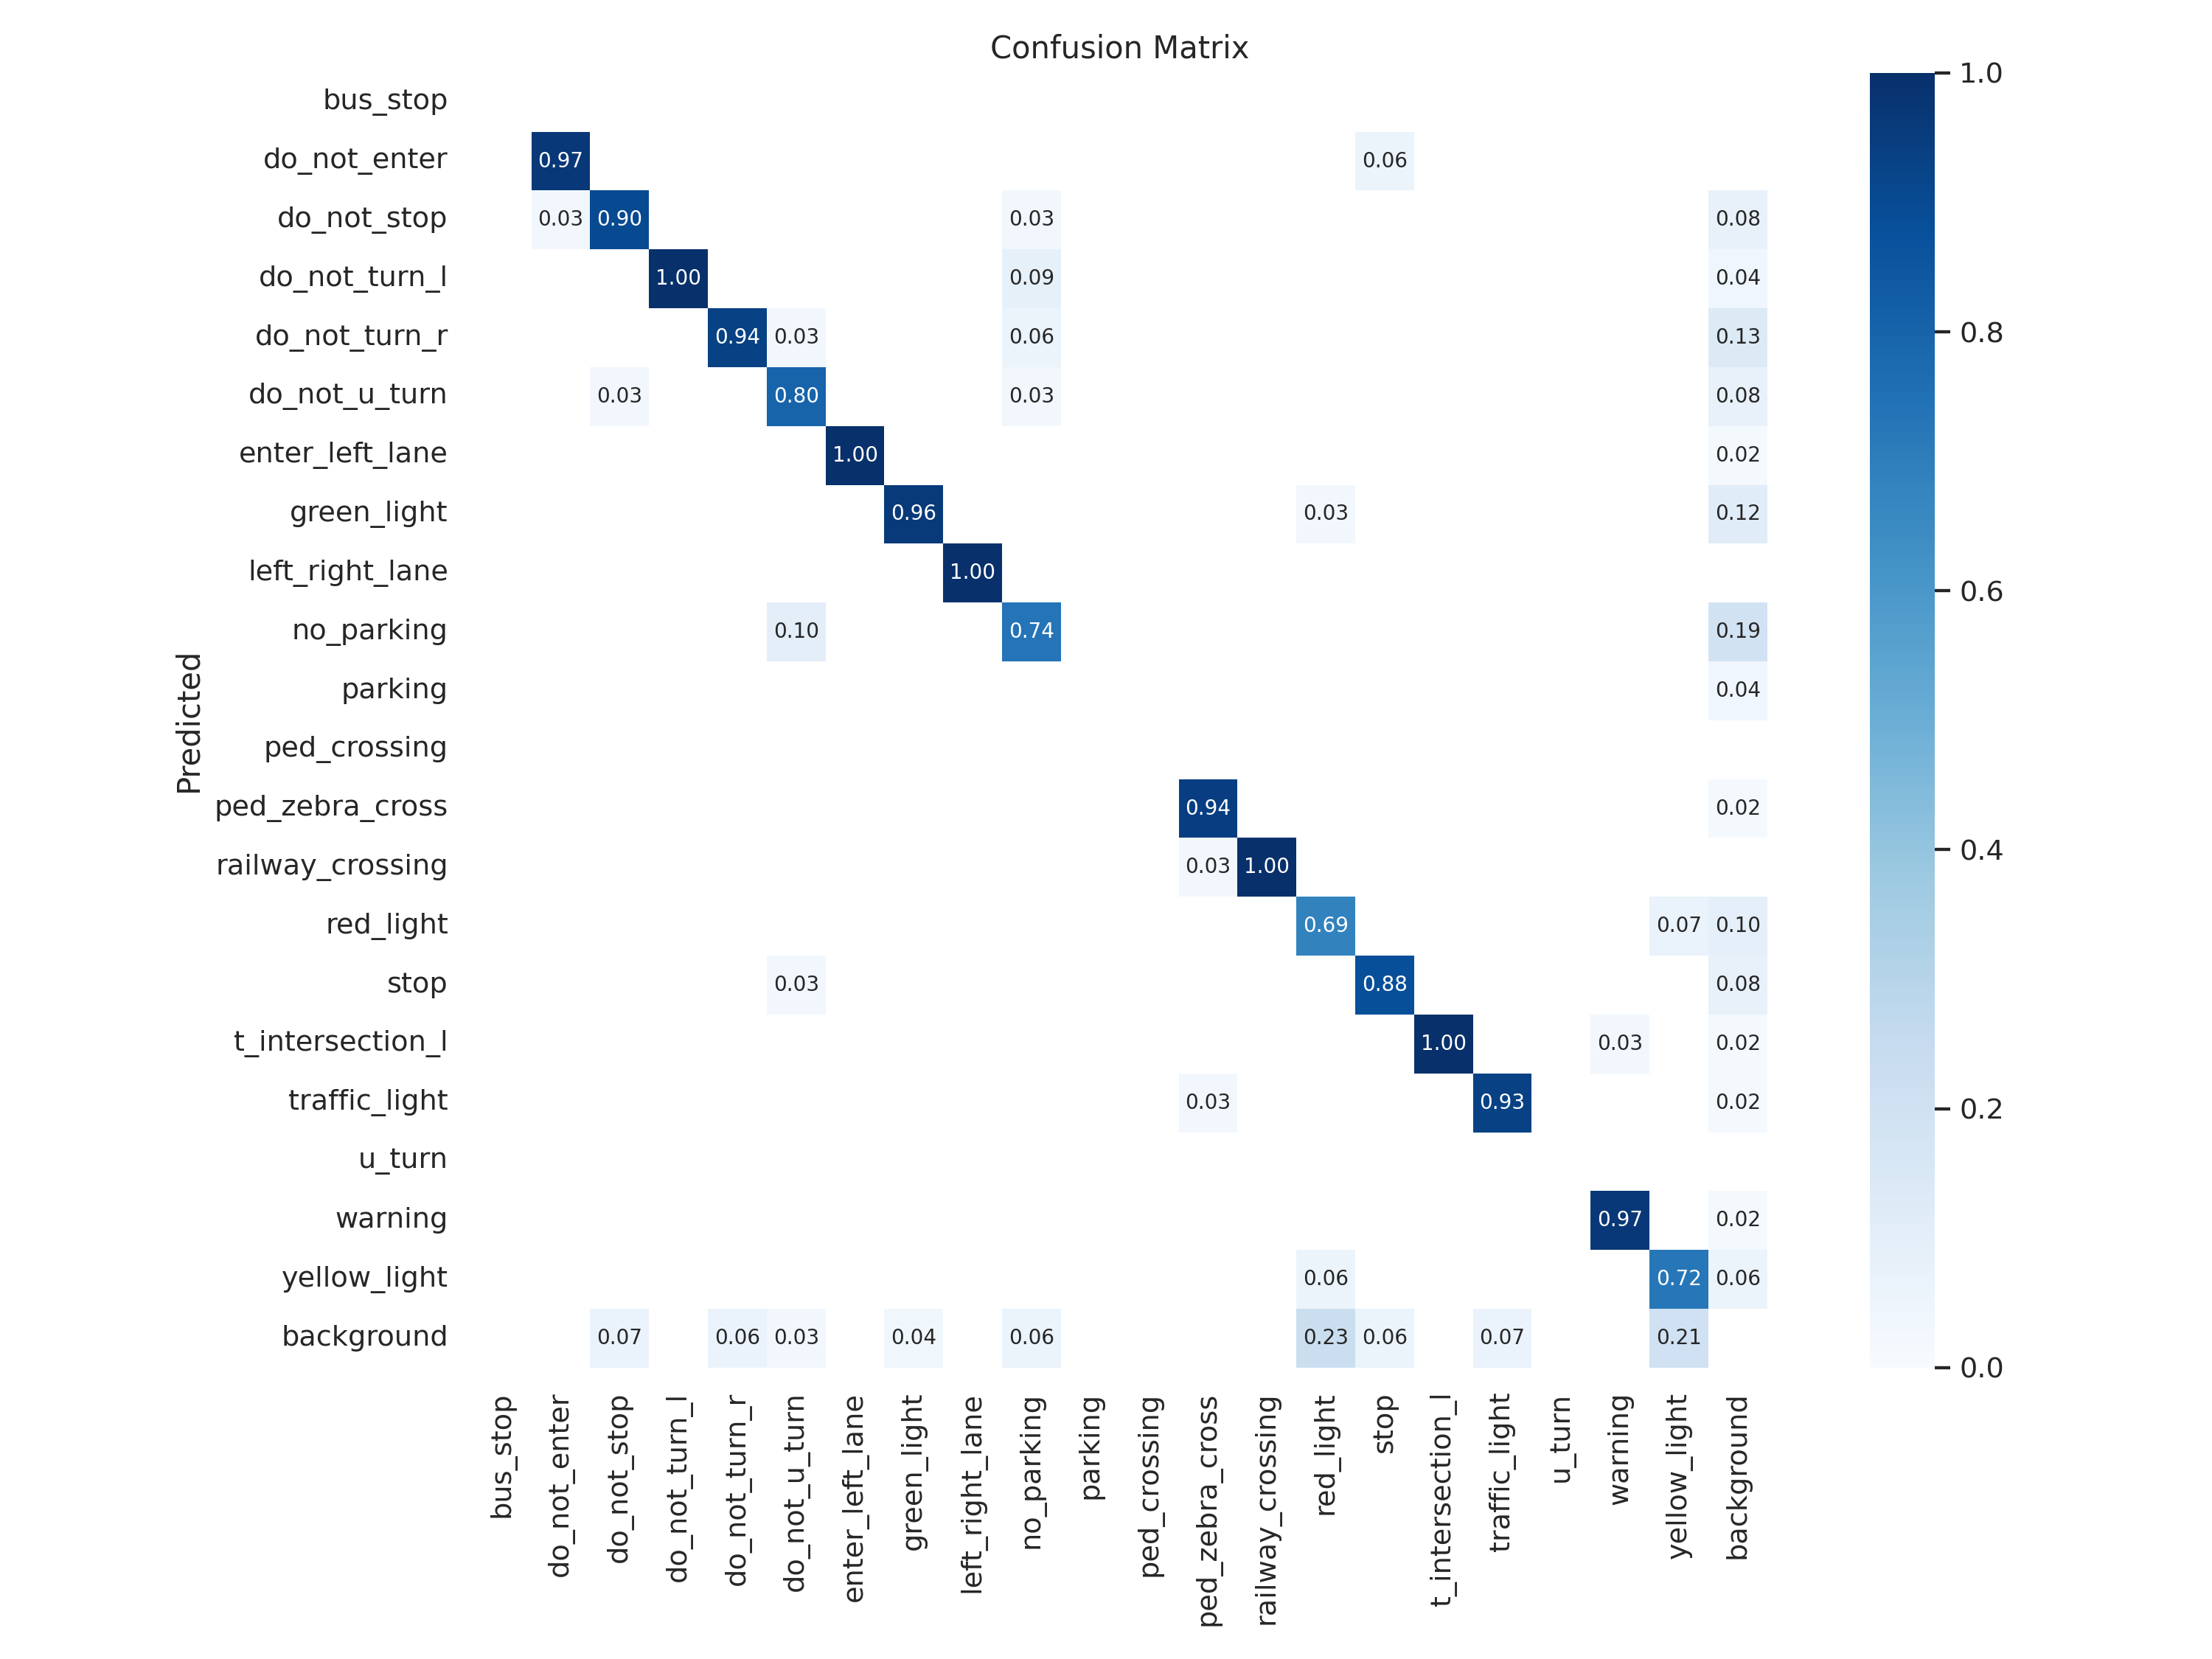 Confusion Matrix
bus_stop
do_not_enter 0.97 0.06
do_not_stop 0.03 0.90 0.03 0.08
do_not_turn_l 1.00 0.09 0.04
do_not_turn_r 0.94 0.03 0.06 0.13
do_not_u_turn 0.03 0.80 0.03 0.08
enter_left_lane 1.00 0.02
green_light 0.96 0.03 0.12
left_right_lane 1.00
no_parking 0.10 0.74 0.19
parking 0.04
ped_crossing
ped_zebra_cross 0.94 0.02
railway_crossing 0.03 1.00
red_light 0.69 0.07 0.10
stop 0.03 0.88 0.08
t_intersection_l 1.00 0.03 0.02
traffic_light 0.03 0.93 0.02
u_turn
warning 0.97 0.02
yellow_light 0.06 0.72 0.06
background 0.07 0.06 0.03 0.04 0.06 0.23 0.06 0.07 0.21
Predicted
bus_stop
do_not_enter
do_not_stop
do_not_turn_l
do_not_turn_r
do_not_u_turn
enter_left_lane
green_light
left_right_lane
no_parking
parking
ped_crossing
ped_zebra_cross
railway_crossing
red_light
stop
t_intersection_l
traffic_light
u_turn
warning
yellow_light
background
1.0
0.8
0.6
0.4
0.2
0.0